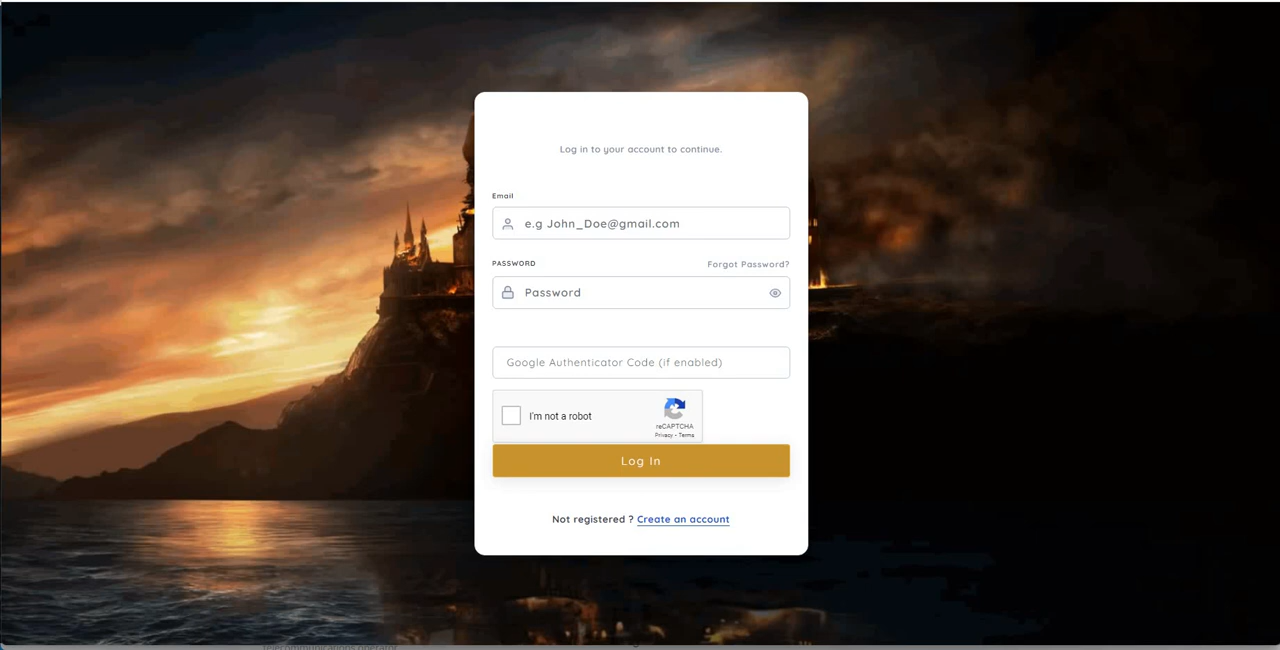 Log in to your account to continue.
Email
e.g John_Doe@gmail.com
PASSWORD Forgot Password?
Password
Google Authenticator Code (if enabled)
I'm not a robot
reCAPTCHA
Privacy - Terms
Log In
Not registered ? Create an account